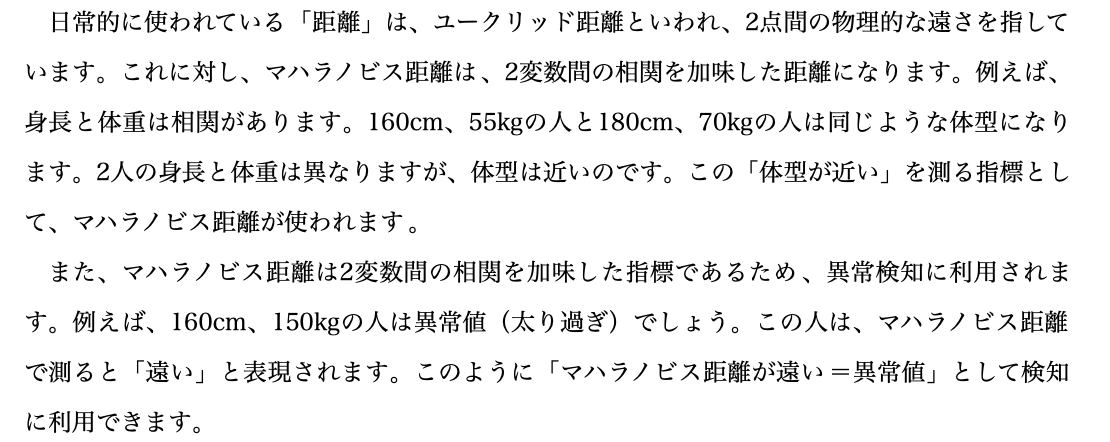 日常的に使われている「距離」は、ユークリッド距離といわれ、2点間の物理的な遠さを指して
います。これに対し、マハラノビス距離は、2変数間の相関を加味した距離になります。例えば、
身長と体重は相関があります。160cm、55kgの人と180cm、70kgの人は同じような体型になり
ます。2人の身長と体重は異なりますが、体型は近いのです。この「体型が近い」を測る指標とし
て、マハラノビス距離が使われます。
　また、マハラノビス距離は2変数間の相関を加味した指標であるため、異常検知に利用されま
す。例えば、160cm、150kgの人は異常値（太り過ぎ）でしょう。この人は、マハラノビス距離
で測ると「遠い」と表現されます。このように「マハラノビス距離が遠い＝異常値」として検知
に利用できます。